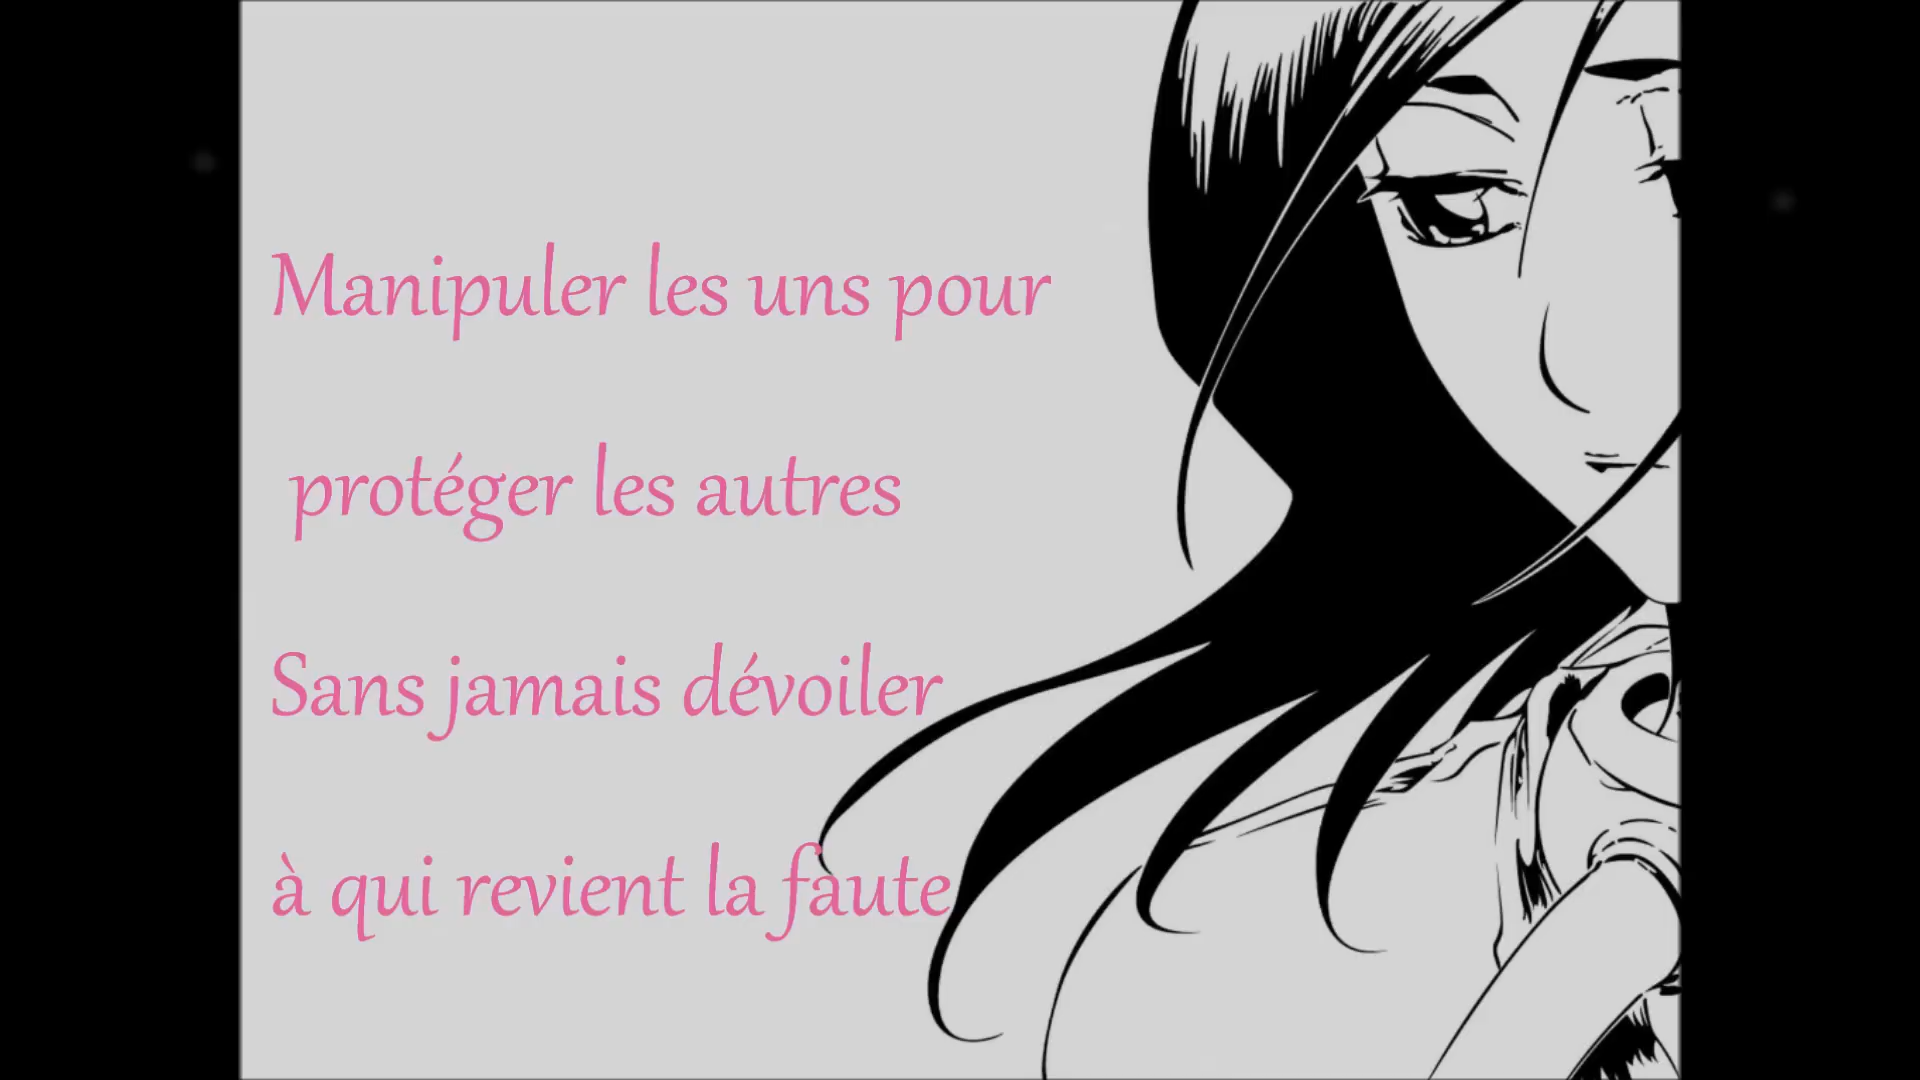 Manipuler les uns pour
protéger les autres
Sans jamais dévoiler
à qui revient la faute